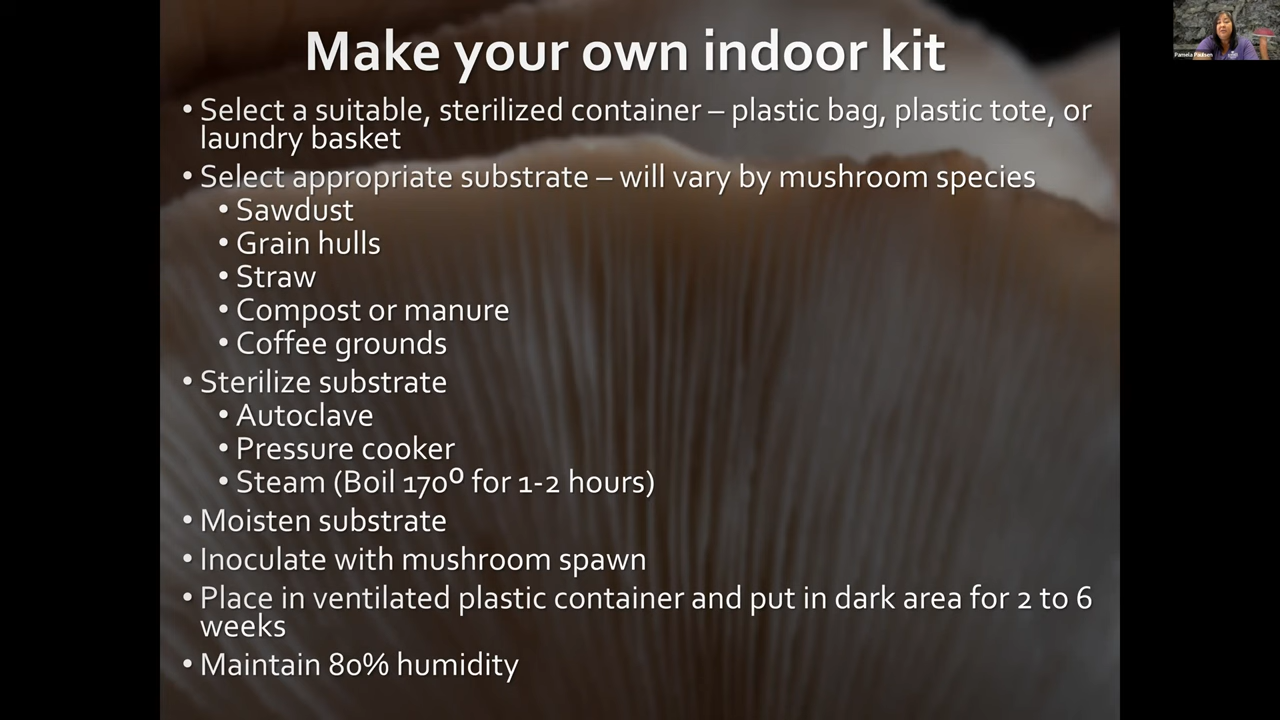 Make your own indoor kit
• Select a suitable, sterilized container – plastic bag, plastic tote, or
laundry basket
• Select appropriate substrate – will vary by mushroom species
• Sawdust
• Grain hulls
• Straw
• Compost or manure
• Coffee grounds
• Sterilize substrate
• Autoclave
• Pressure cooker
• Steam (Boil 170º for 1-2 hours)
• Moisten substrate
• Inoculate with mushroom spawn
• Place in ventilated plastic container and put in dark area for 2 to 6
weeks
• Maintain 80% humidity
Pamela Paulsen